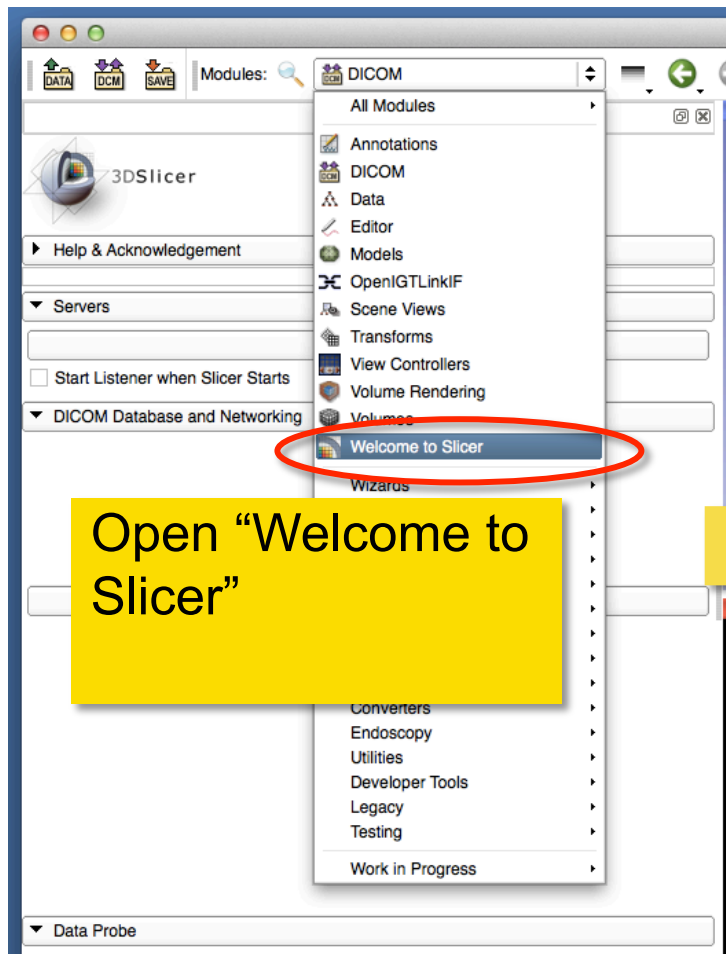 DATA
DCM
SAVE
Modules:
DICOM
All Modules
3DSlicer
Annotations
DCM
DICOM
Data
Editor
Help & Acknowledgement
Models
OpenIGTLinkIF
Servers
Scene Views
Transforms
View Controllers
Start Listener when Slicer Starts
Volume Rendering
DICOM Database and Networking
Volumes
Welcome to Slicer
Wizards
Open “Welcome to
Slicer”
Converters
Endoscopy
Utilities
Developer Tools
Legacy
Testing
Work in Progress
Data Probe